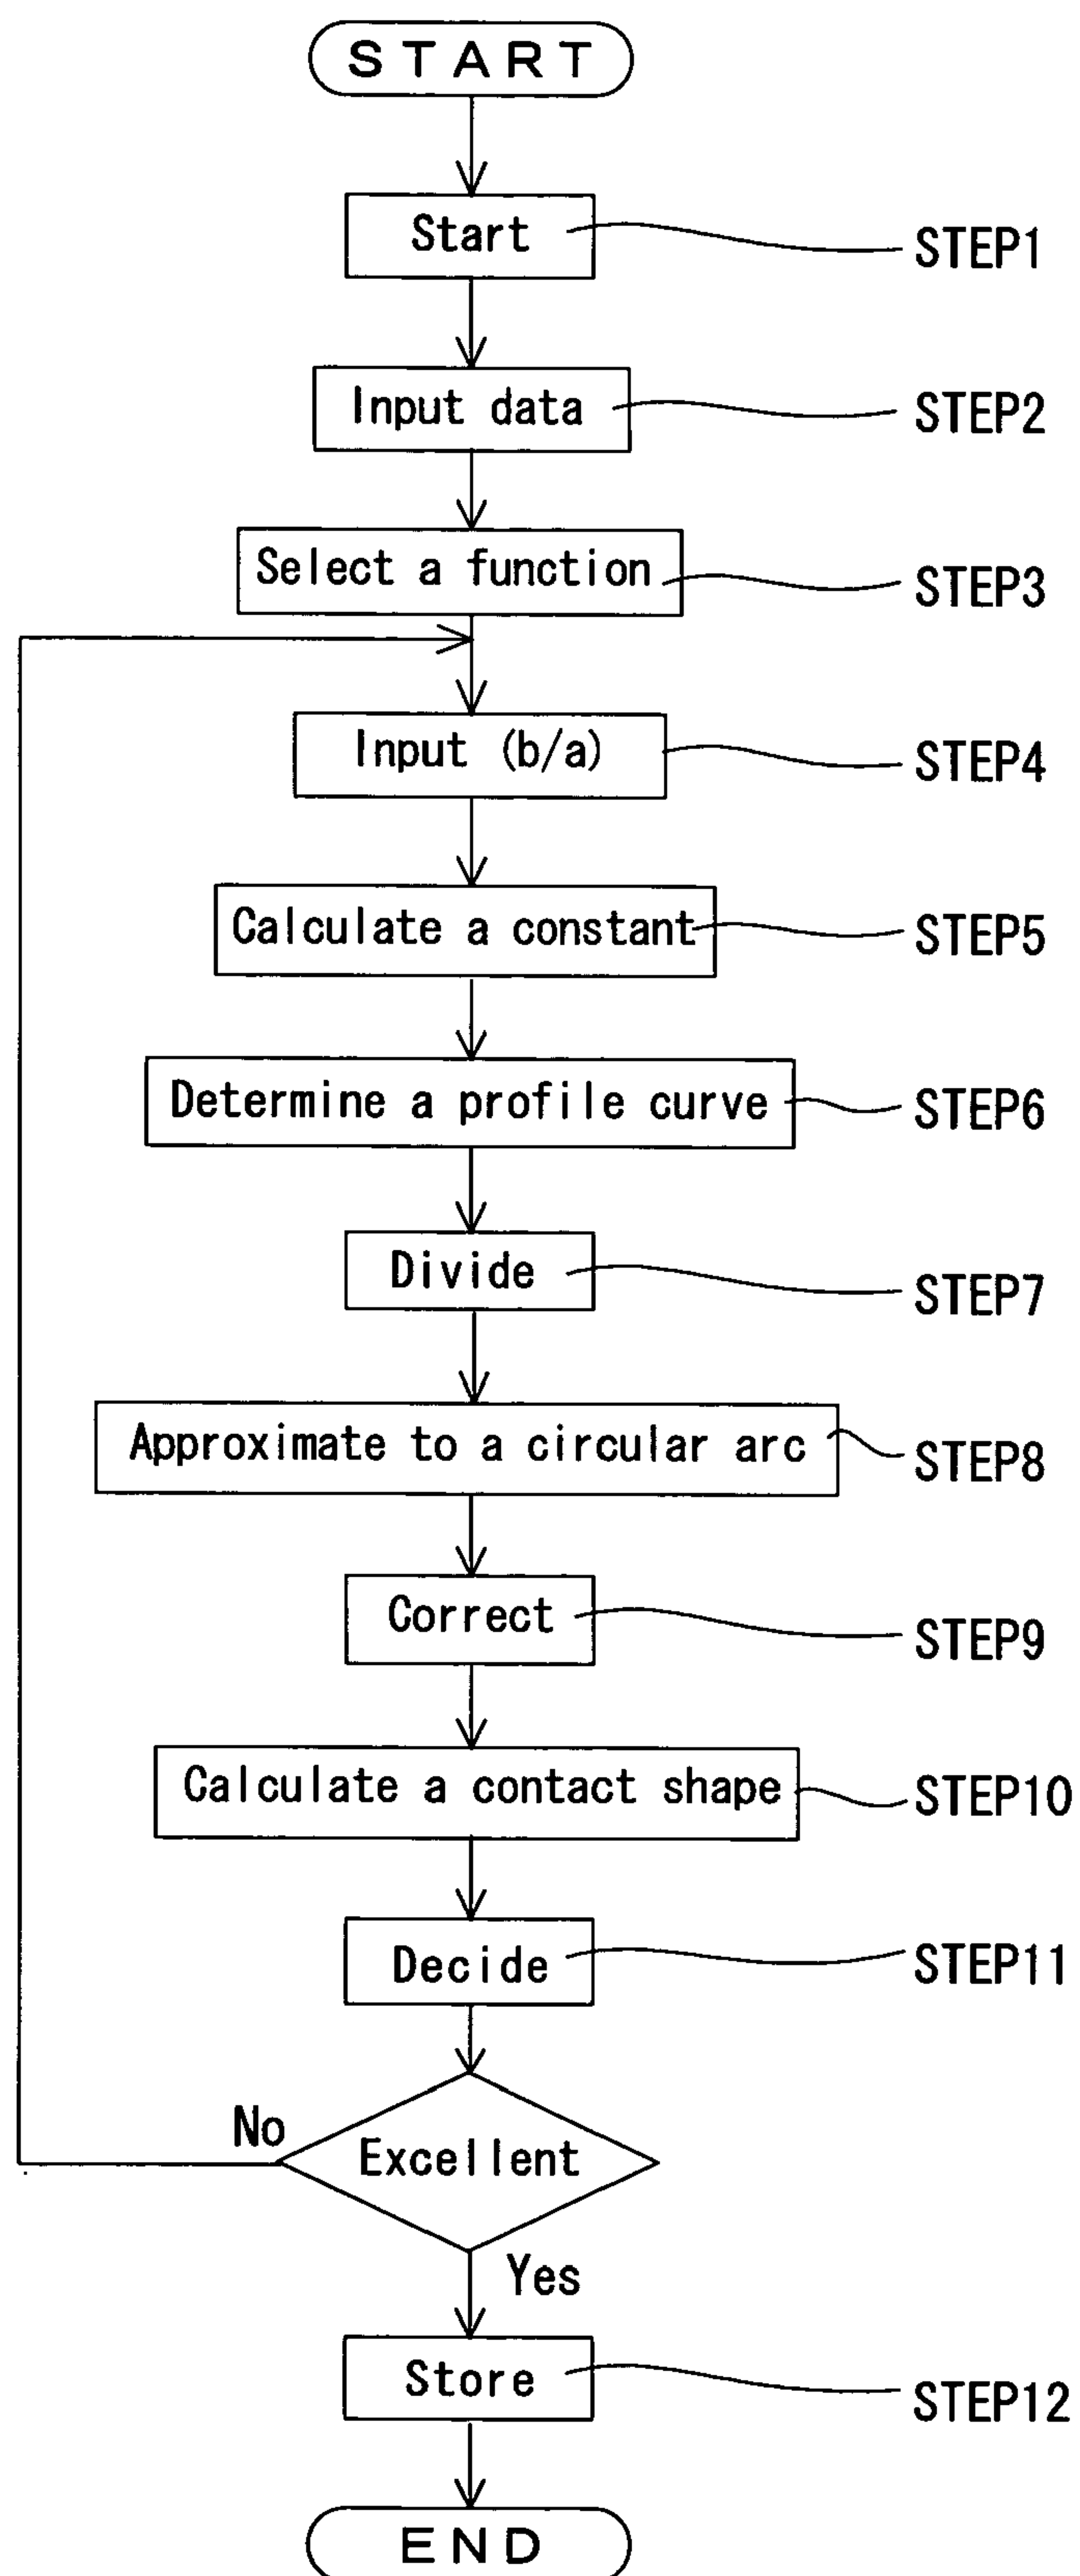 START
Start
STEP1
Input data
STEP2
Select a function
STEP3
Input (b/a)
STEP4
Calculate a constant
STEP5
Determine a profile curve
STEP6
Divide
STEP7
Approximate to a circular arc
STEP8
Correct
STEP9
Calculate a contact shape
STEP10
Decide
STEP11
No
Excellent
Yes
Store
STEP12
END